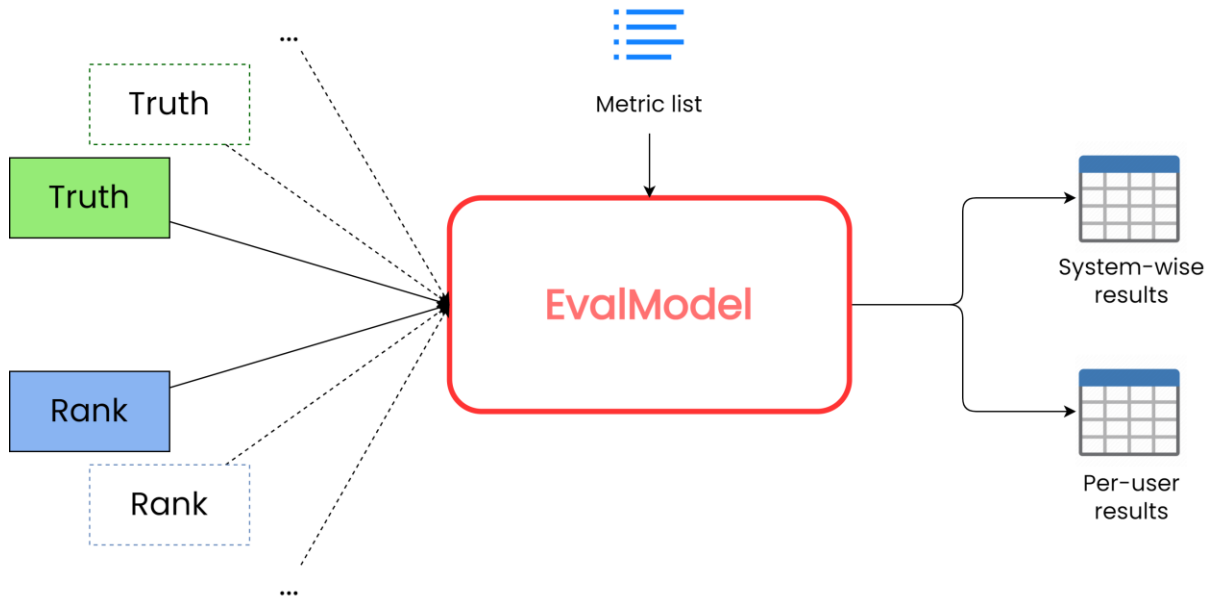 ...
Truth
Truth
Rank
Rank
...
Metric list
EvalModel
System-wise
results
Per-user
results